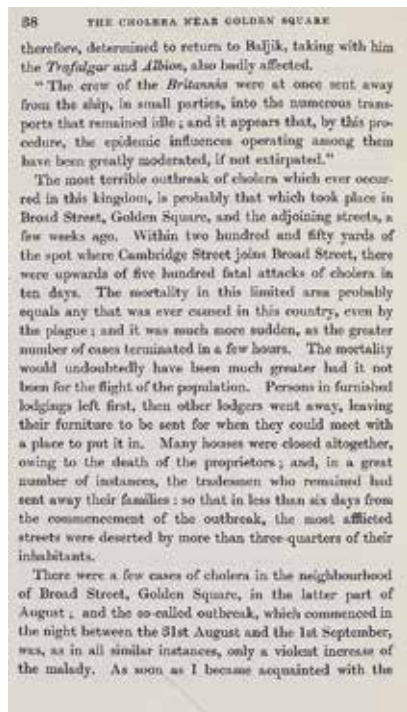 38 THE CHOLERA NEAR GOLDEN SQUARE
therefore, determined to return to Baljik, taking with him
the Trafalgar and Albion, also badly affected.
"The crew of the Britannia were at once sent away
from the ship, in small parties, into the numerous trans-
ports that remained idle; and it appears that, by this pro-
cedure, the epidemic influences operating among them
have been greatly moderated, if not extirpated."
The most terrible outbreak of cholera which ever occur-
red in this kingdom, is probably that which took place in
Broad Street, Golden Square, and the adjoining streets, a
few weeks ago. Within two hundred and fifty yards of
the spot where Cambridge Street joins Broad Street, there
were upwards of five hundred fatal attacks of cholera in
ten days. The mortality in this limited area probably
equals any that was ever caused in this country, even by
the plague; and it was much more sudden, as the greater
number of cases terminated in a few hours. The mortality
would undoubtedly have been much greater had it not
been for the flight of the population. Persons in furnished
lodgings left first, then other lodgers went away, leaving
their furniture to be sent for when they could meet with
a place to put it in. Many houses were closed altogether,
owing to the death of the proprietors; and, in a great
number of instances, the tradesmen who remained had
sent away their families: so that in less than six days from
the commencement of the outbreak, the most afflicted
streets were deserted by more than three-quarters of their
inhabitants.
There were a few cases of cholera in the neighbourhood
of Broad Street, Golden Square, in the latter part of
August; and the so-called outbreak, which commenced in
the night between the 31st August and the 1st September,
was, as in all similar instances, only a violent increase of
the malady. As soon as I became acquainted with the